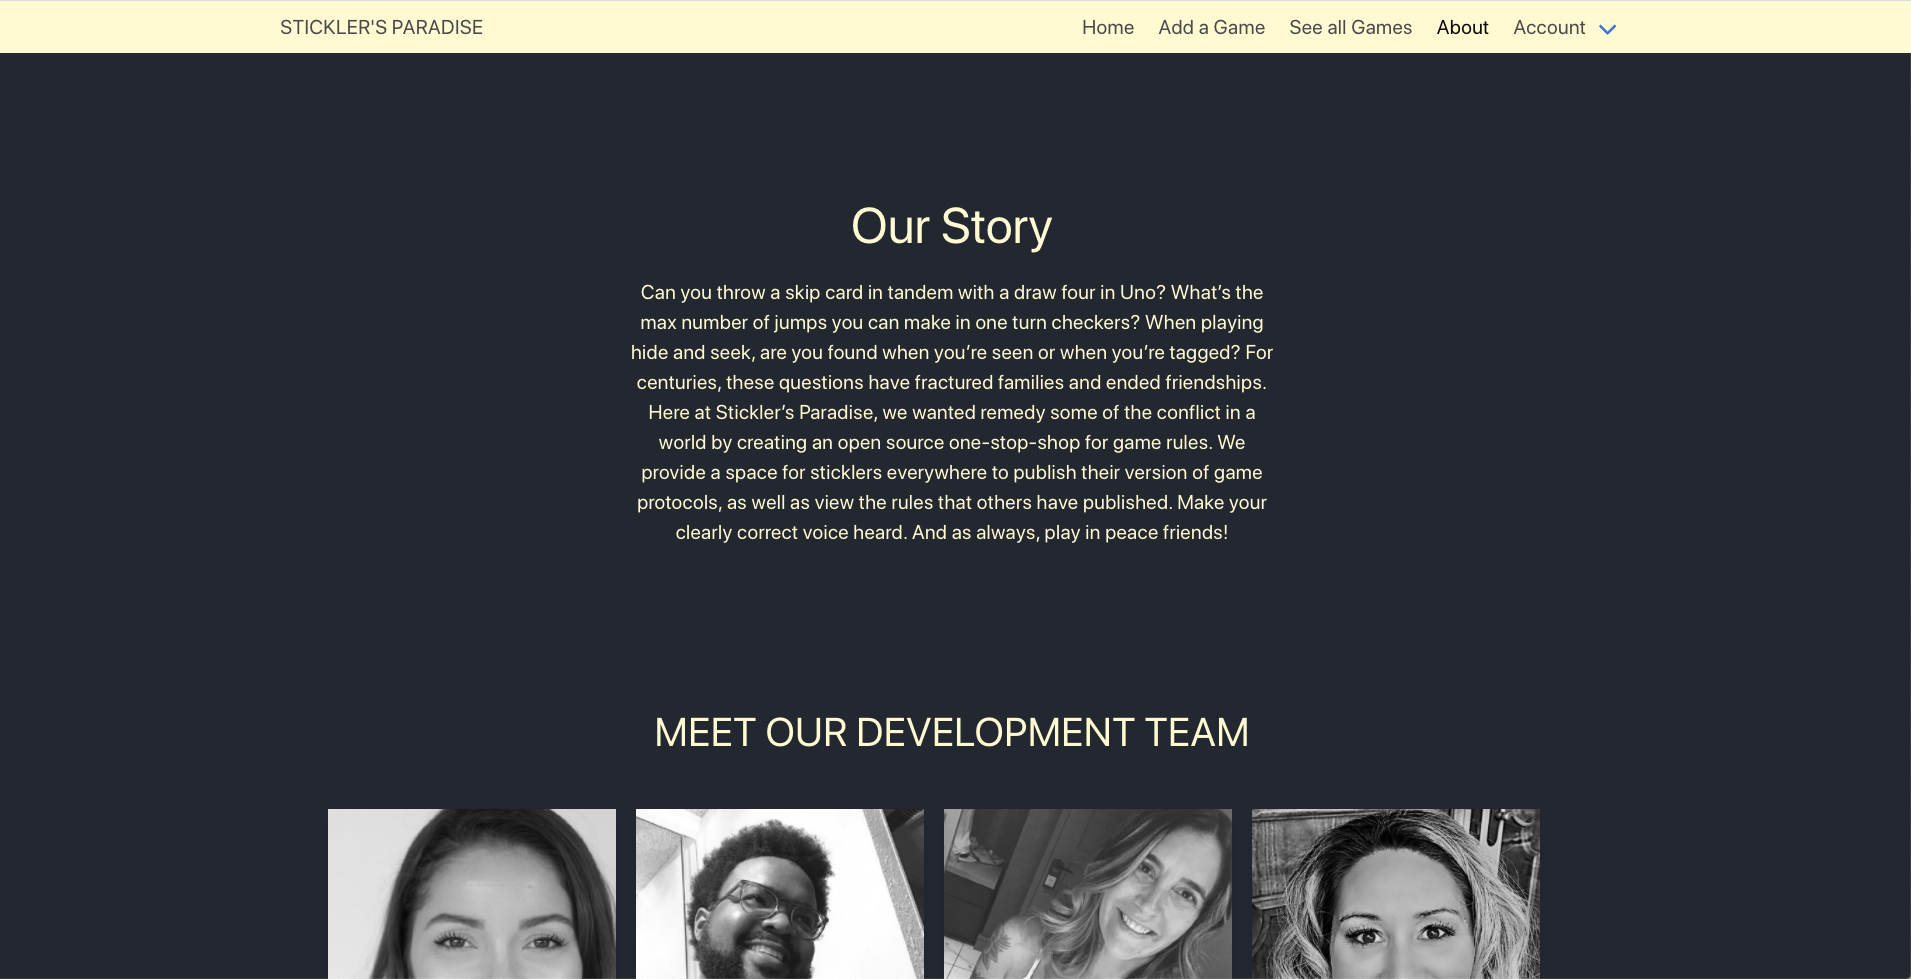 STICKLER'S PARADISE
Home Add a Game See all Games About Account
Our Story
Can you throw a skip card in tandem with a draw four in Uno? What’s the
max number of jumps you can make in one turn checkers? When playing
hide and seek, are you found when you’re seen or when you’re tagged? For
centuries, these questions have fractured families and ended friendships.
Here at Stickler’s Paradise, we wanted remedy some of the conflict in a
world by creating an open source one-stop-shop for game rules. We
provide a space for sticklers everywhere to publish their version of game
protocols, as well as view the rules that others have published. Make your
clearly correct voice heard. And as always, play in peace friends!
MEET OUR DEVELOPMENT TEAM